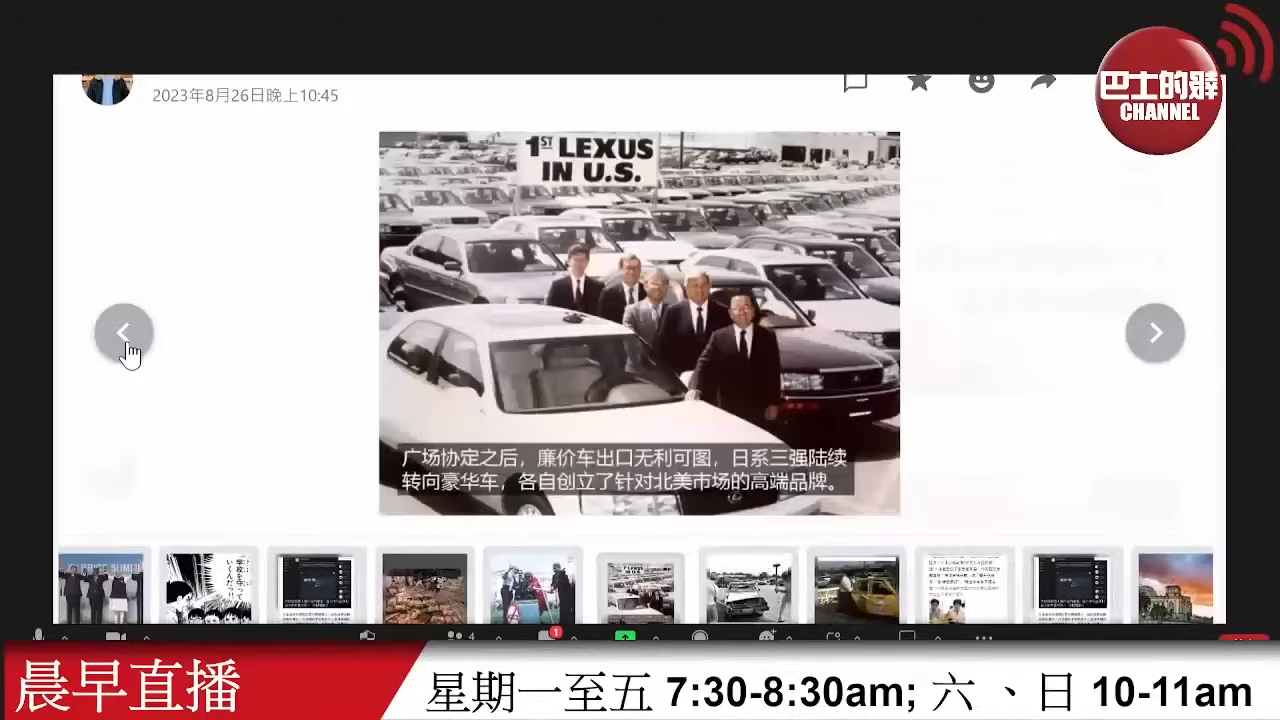 2023年8月26日晚上10:45
巴士的報
CHANNEL
1ST LEXUS
IN U.S.
广场协定之后，廉价车出口无利可图，日系三强陆续
转向豪华车，各自创立了针对北美市场的高端品牌。
4
1
晨早直播
星期一至五 7:30-8:30am; 六、日 10-11am